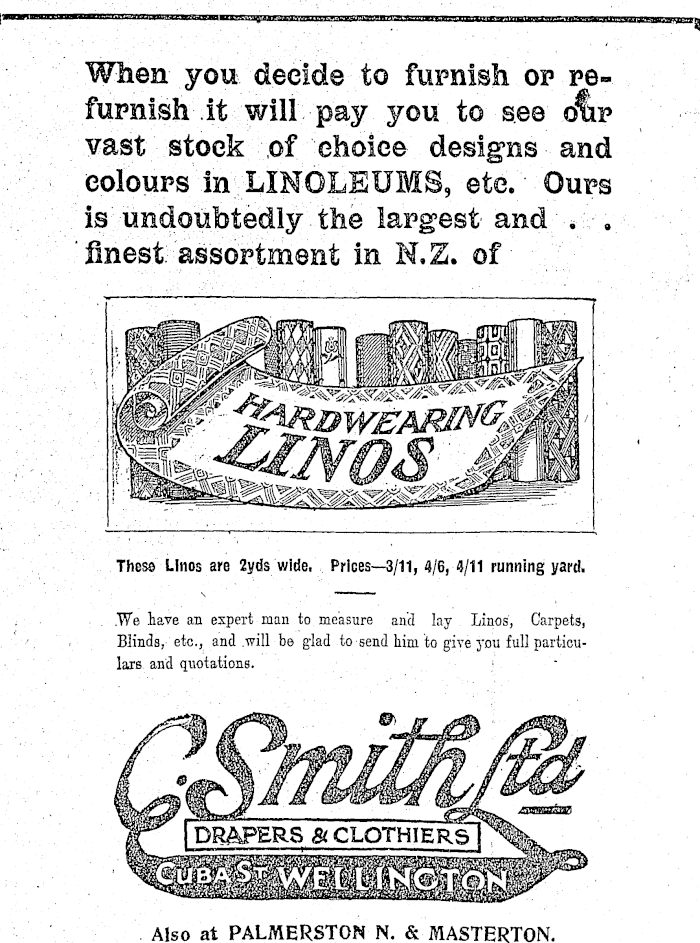 When you decide to furnish or re-
furnish it will pay you to see our
vast stock of choice designs and
colours in LINOLEUMS, etc. Ours
is undoubtedly the largest and . .
finest assortment in N.Z. of
HARDWEARING
LINOS
These Linos are 2yds wide. Prices—3/11, 4/6, 4/11 running yard.
We have an expert man to measure and lay Linos, Carpets,
Blinds, etc., and will be glad to send him to give you full particu-
lars and quotations.
C. Smith Ltd
DRAPERS & CLOTHIERS
CUBA ST WELLINGTON
Also at PALMERSTON N. & MASTERTON.